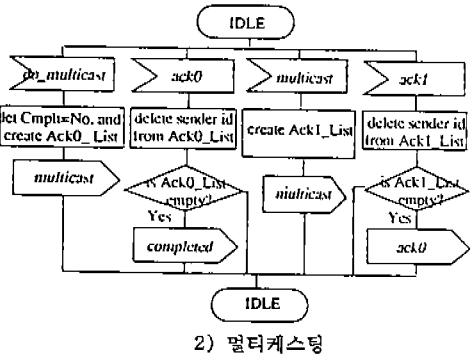 IDLE
do_multicast
ack0
multicast
ack1
let Cmplt=No. and
create Ack0_List
delete sender id
from Ack0_List
create Ack1_List
delete sender id
from Ack1_List
multicast
is Ack0_List
empty?
multicast
is Ack1_List
empty?
Yes
completed
Yes
ack0
IDLE
2) 멀티케스팅